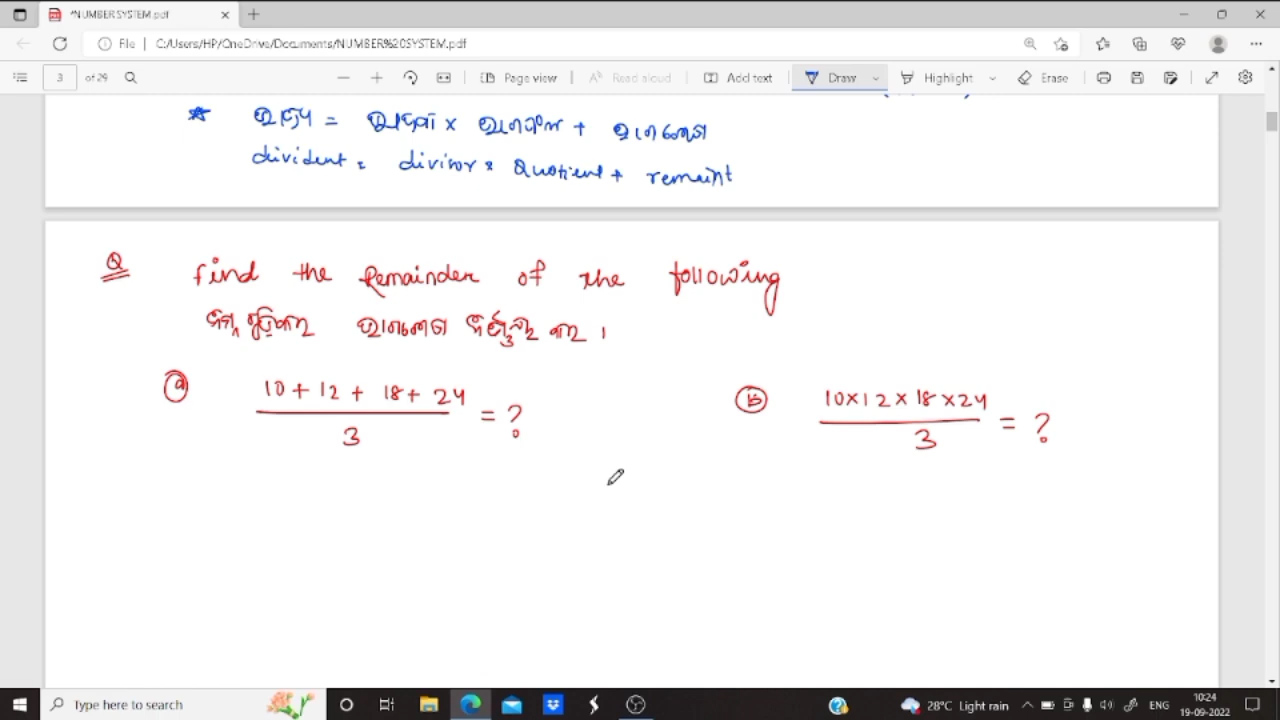 *NUMBER SYSTEM.pdf
File | C:/Users/HP/OneDrive/Documents/NUMBER%20SYSTEM.pdf
3 of 29 Page view Read aloud Add text Draw Highlight Erase
= × +
divident = divisor × Quotient +
Q Find the Remainder of the following
ⓐ 10 + 12 + 18 + 24 / 3 = ?
ⓑ 10 × 12 × 18 × 24 / 3 = ?
Type here to search 28°C Light rain ENG 10:24
19-09-2022